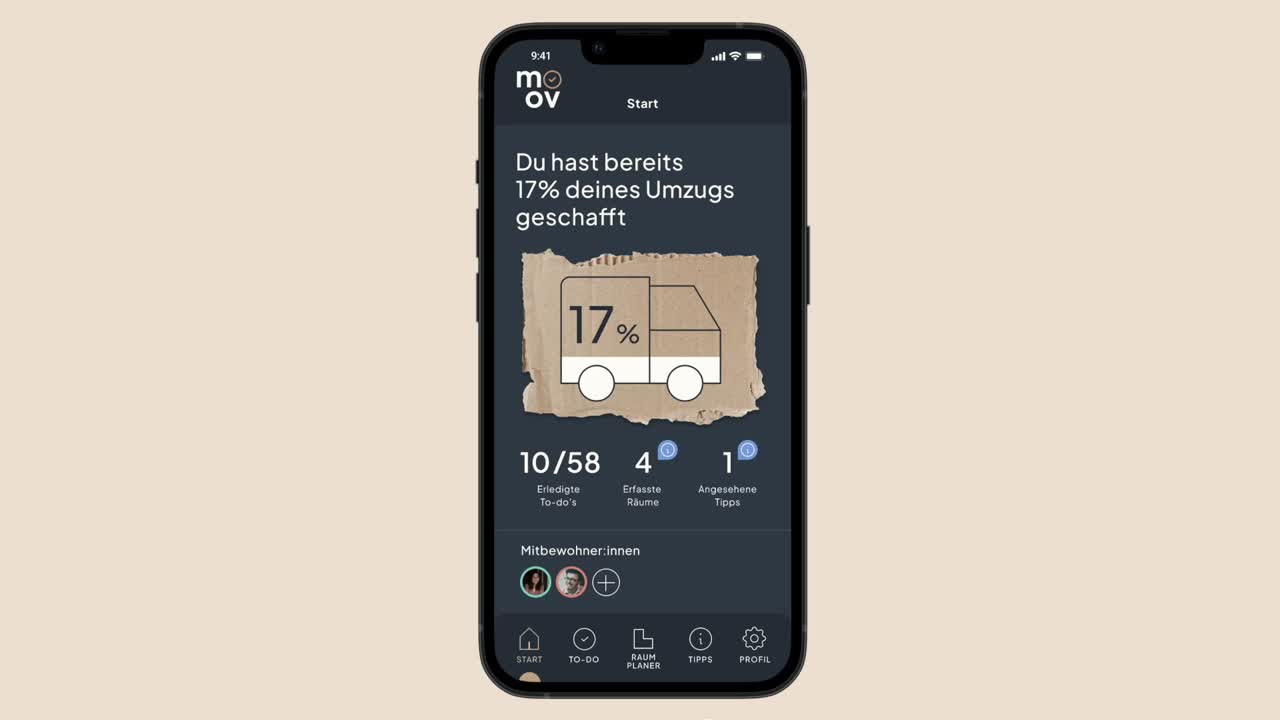 9:41
m
ov
Start
Du hast bereits
17% deines Umzugs
geschafft
17%
10/58
4
1
Erledigte
To-do's
Erfasste
Räume
Angesehene
Tipps
Mitbewohner:innen
START
TO-DO
RAUM
PLANER
TIPPS
PROFIL